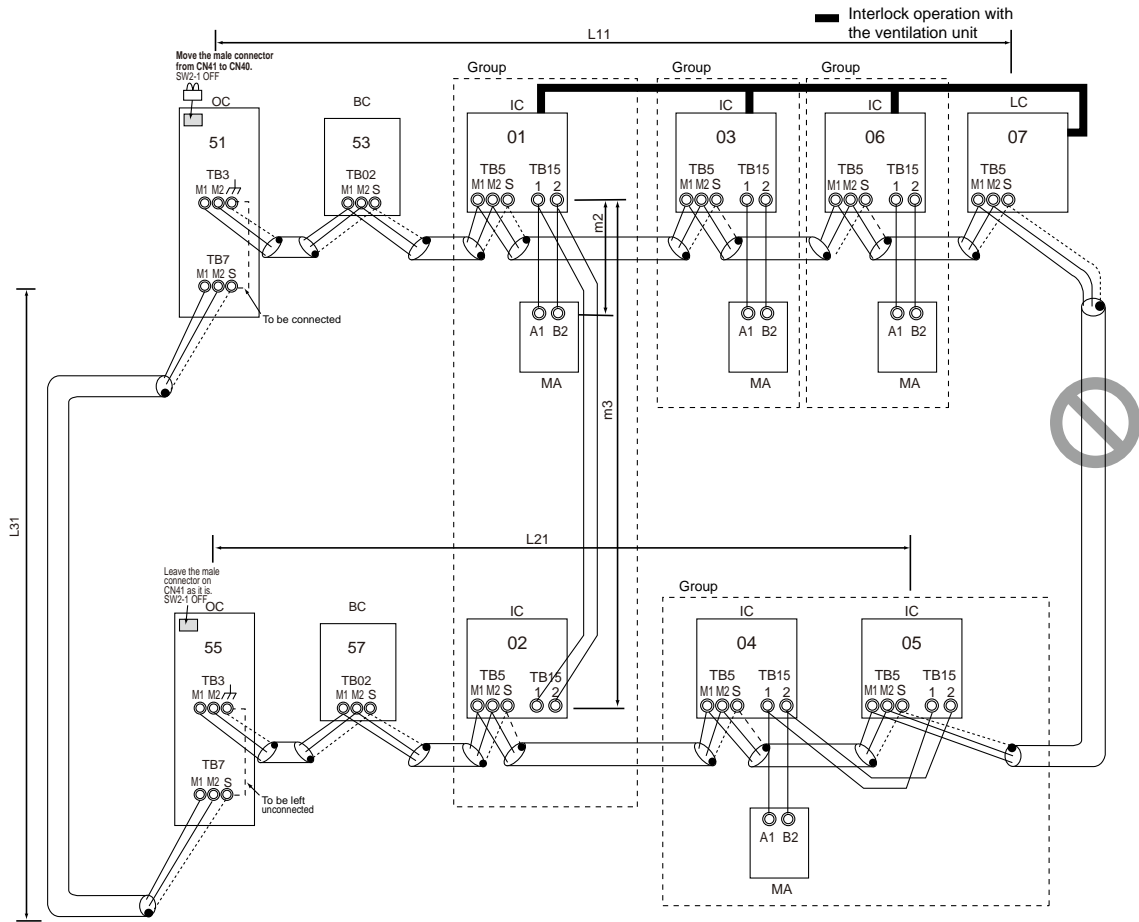 Interlock operation with
the ventilation unit
L11
Move the male connector
from CN41 to CN40.
SW2-1 OFF
Group
Group
Group
OC
BC
IC
IC
IC
LC
51
53
01
03
06
07
TB3
TB02
TB5
TB15
TB5
TB15
TB5
TB15
TB5
M1 M2
M1 M2 S
M1 M2 S
1 2
M1 M2 S
1 2
M1 M2 S
1 2
M1 M2 S
m2
TB7
M1 M2 S
To be connected
A1 B2
A1 B2
A1 B2
MA
MA
MA
m3
L31
L21
Leave the male
connector on
CN41 as it is.
SW2-1 OFF
Group
OC
BC
IC
IC
IC
55
57
02
04
05
TB3
TB02
TB5
TB15
TB5
TB15
TB5
TB15
M1 M2
M1 M2 S
M1 M2 S
1 2
M1 M2 S
1 2
M1 M2 S
1 2
TB7
M1 M2 S
To be left
unconnected
A1 B2
MA